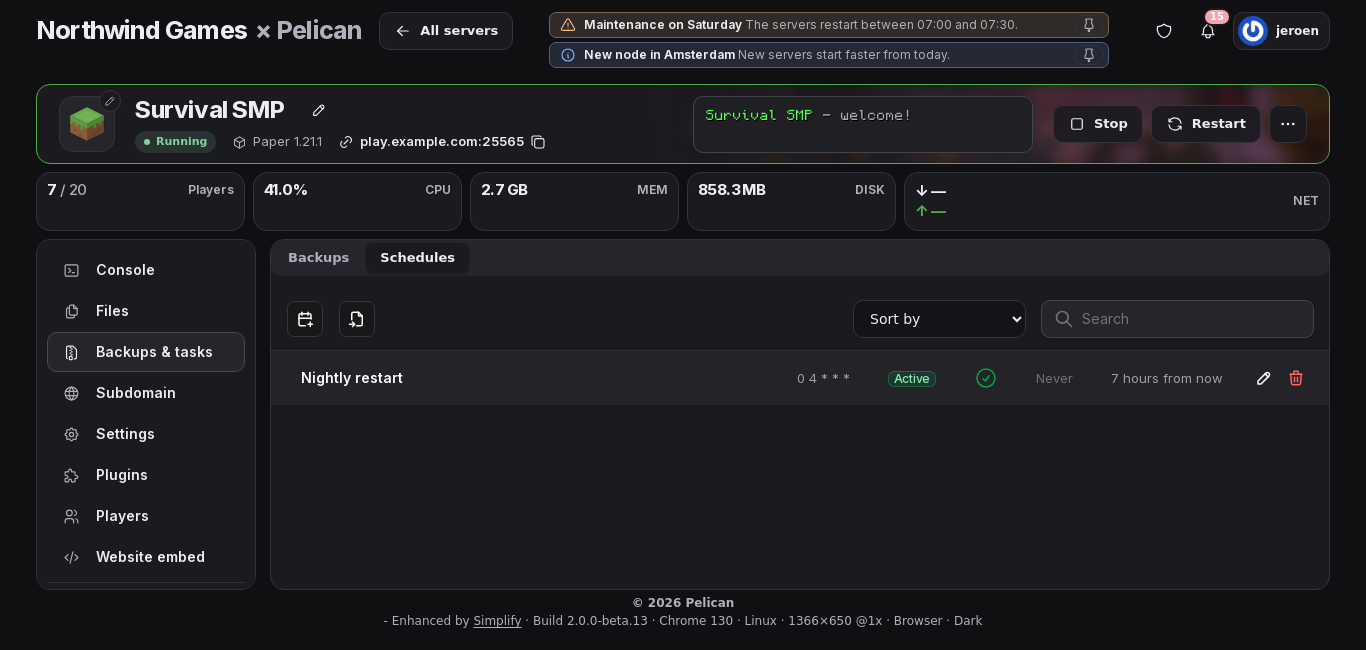 Northwind Games × Pelican
All servers
Maintenance on Saturday The servers restart between 07:00 and 07:30.
New node in Amsterdam New servers start faster from today.
15
jeroen
Survival SMP
Running
Paper 1.21.1
play.example.com:25565
Survival SMP - welcome!
Stop
Restart
7 / 20 Players
41.0% CPU
2.7 GB MEM
858.3 MB DISK
↓ —
↑ —
NET
Console
Files
Backups & tasks
Subdomain
Settings
Plugins
Players
Website embed
Backups
Schedules
Sort by
Search
Nightly restart
0 4 * * *
Active
Never
7 hours from now
© 2026 Pelican
- Enhanced by Simplify · Build 2.0.0-beta.13 · Chrome 130 · Linux · 1366×650 @1x · Browser · Dark